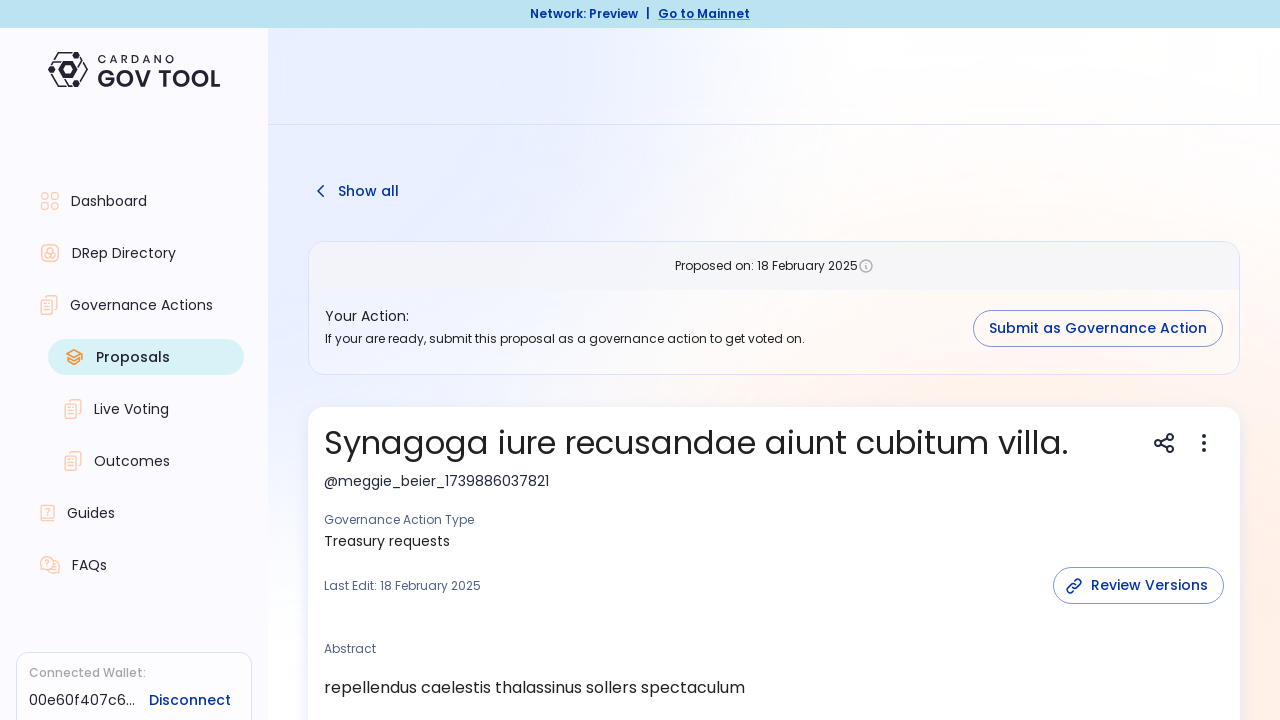 Network: Preview | Go to Mainnet
CARDANO
GOV TOOL
Dashboard
DRep Directory
Governance Actions
Proposals
Live Voting
Outcomes
Guides
FAQs
Connected Wallet:
00e60f407c6... Disconnect
Show all
Proposed on: 18 February 2025
Your Action:
If your are ready, submit this proposal as a governance action to get voted on.
Submit as Governance Action
Synagoga iure recusandae aiunt cubitum villa.
@meggie_beier_1739886037821
Governance Action Type
Treasury requests
Last Edit: 18 February 2025
Review Versions
Abstract
repellendus caelestis thalassinus sollers spectaculum